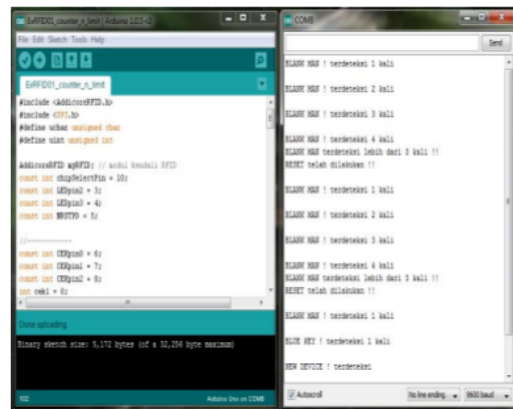 ExRFID01_counter_n_limit | Arduino 1.0.5-r2
File Edit Sketch Tools Help
ExRFID01_counter_n_limit
#include <AddicoreRFID.h>
#include <SPI.h>
#define uchar unsigned char
#define uint unsigned int
AddicoreRFID myRFID; // modul kendali RFID
const int chipSelectPin = 10;
const int LEDpin2 = 3;
const int LEDpin3 = 4;
const int NRSTPD = 5;
//------------
const int CEKpin0 = 6;
const int CEKpin1 = 7;
const int CEKpin2 = 8;
int cek1 = 0;
Done uploading.
Binary sketch size: 5,172 bytes (of a 32,256 byte maximum)
102
Arduino Uno on COM8
COM8
Send
BLANK MAN ! terdeteksi 1 kali
BLANK MAN ! terdeteksi 2 kali
BLANK MAN ! terdeteksi 3 kali
BLANK MAN ! terdeteksi 4 kali
BLANK MAN terdeteksi lebih dari 3 kali !!
RESET telah dilakukan !!
BLANK MAN ! terdeteksi 1 kali
BLANK MAN ! terdeteksi 2 kali
BLANK MAN ! terdeteksi 3 kali
BLANK MAN ! terdeteksi 4 kali
BLANK MAN terdeteksi lebih dari 3 kali !!
RESET telah dilakukan !!
BLANK MAN ! terdeteksi 1 kali
BLUE KEY ! terdeteksi 1 kali
NEW DEVICE ! terdeteksi
Autoscroll
No line ending
9600 baud